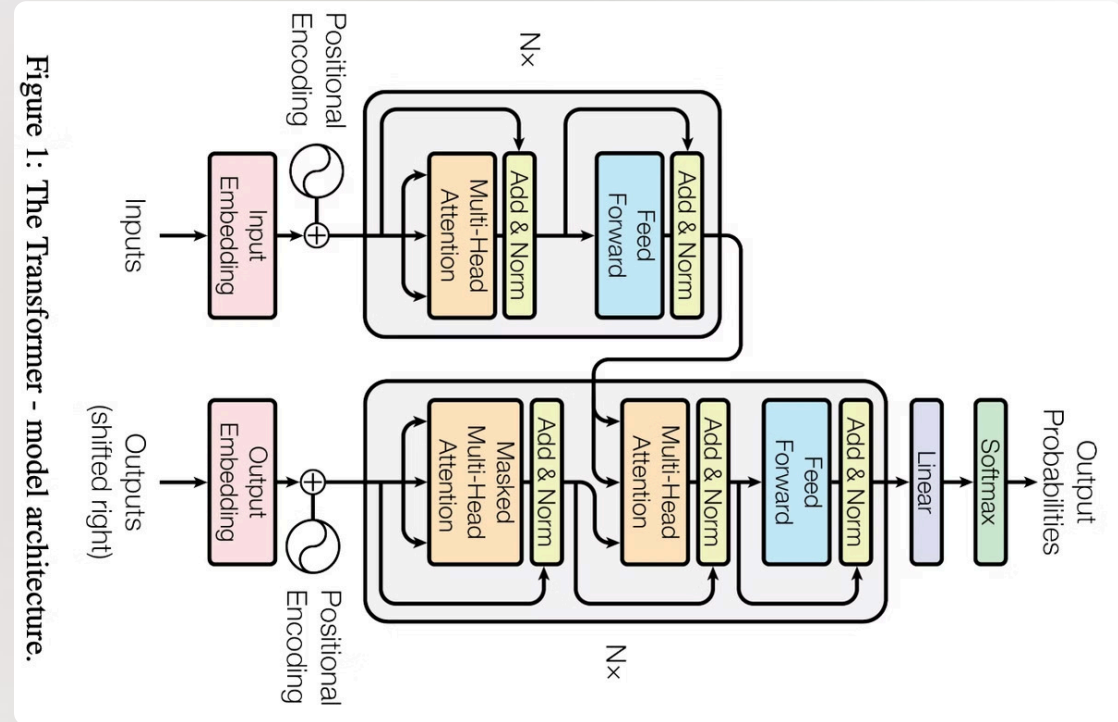 Output
Probabilities
Softmax
Linear
Add & Norm
Feed
Forward
Add & Norm
Multi-Head
Attention
Add & Norm
Masked
Multi-Head
Attention
Nx
Add & Norm
Feed
Forward
Add & Norm
Multi-Head
Attention
Nx
Positional
Encoding
Positional
Encoding
Input
Embedding
Output
Embedding
Inputs
Outputs
(shifted right)
Figure 1: The Transformer - model architecture.